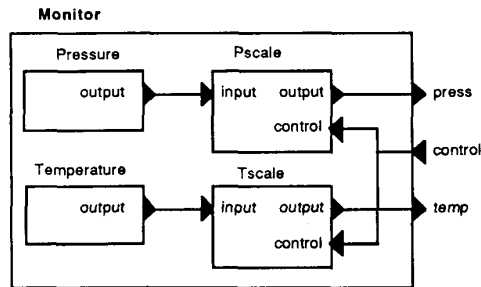 Monitor
Pressure
Pscale
output
input output
press
control
control
Temperature
Tscale
output
input output
temp
control